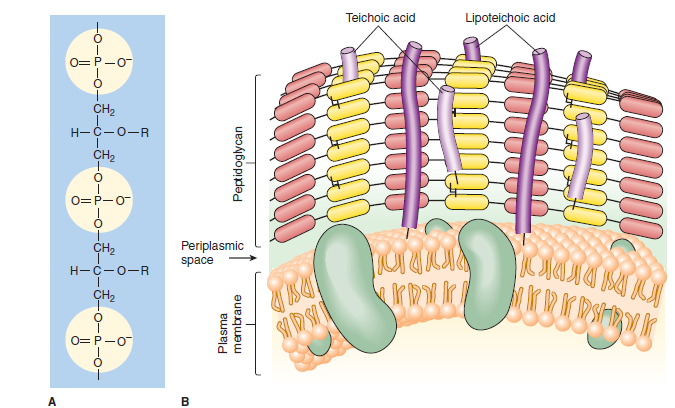 O
O=P–O⁻
O
CH₂
H–C–O–R
CH₂
O
O=P–O⁻
O
CH₂
H–C–O–R
CH₂
O
O=P–O⁻
O
A
Teichoic acid
Lipoteichoic acid
Peptidoglycan
Periplasmic
space
Plasma
membrane
B